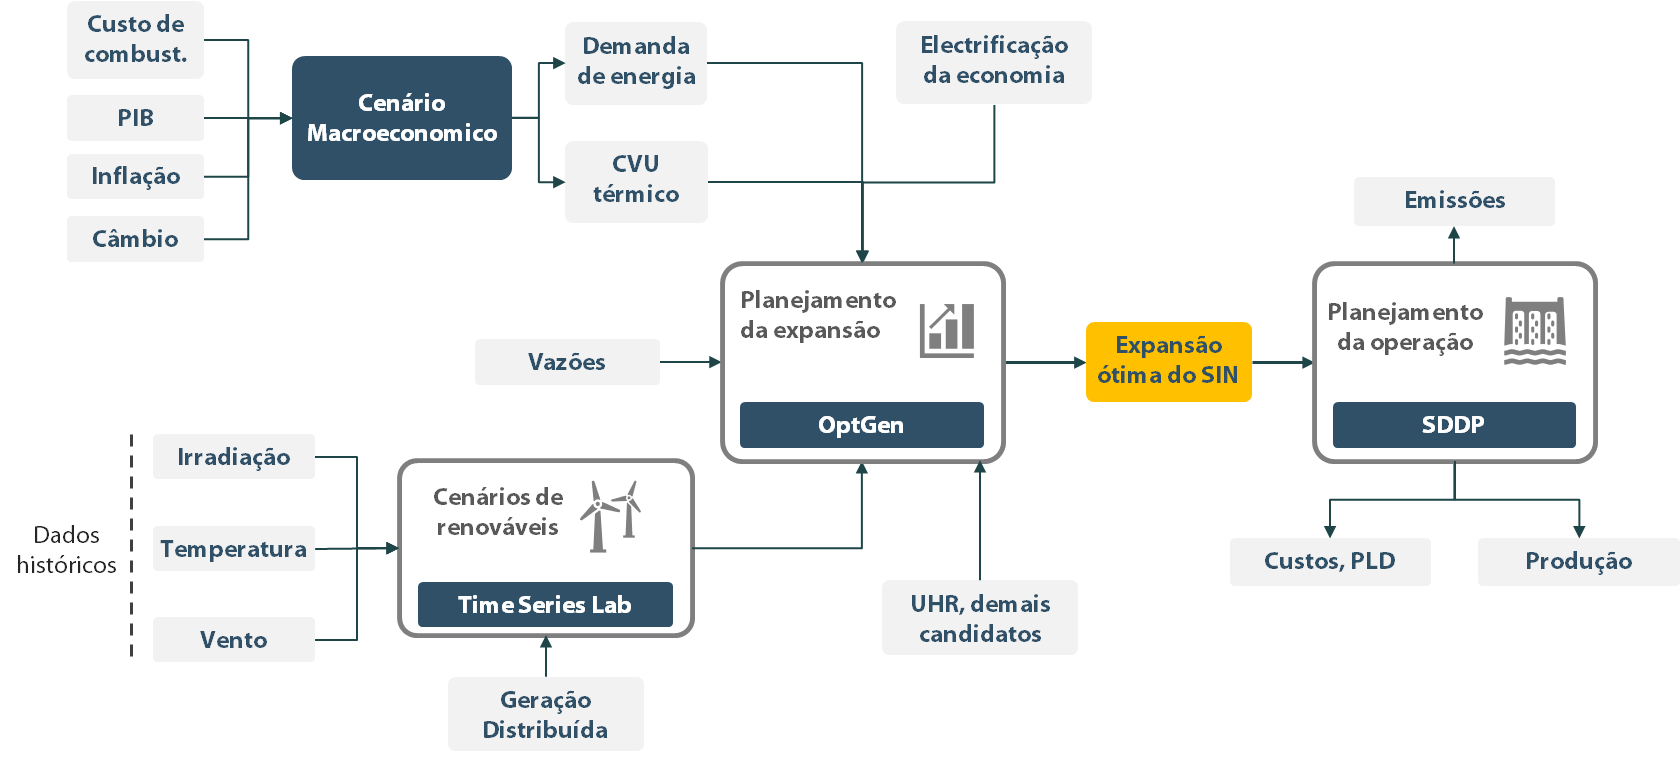 Custo de
combust.
PIB
Inflação
Câmbio
Cenário
Macroeconomico
Demanda
de energia
CVU
térmico
Electrificação
da economia
Emissões
Planejamento
da expansão
OptGen
Vazões
Expansão
ótima do SIN
Planejamento
da operação
SDDP
Dados
históricos
Irradiação
Temperatura
Vento
Cenários de
renováveis
Time Series Lab
Geração
Distribuída
UHR, demais
candidatos
Custos, PLD
Produção